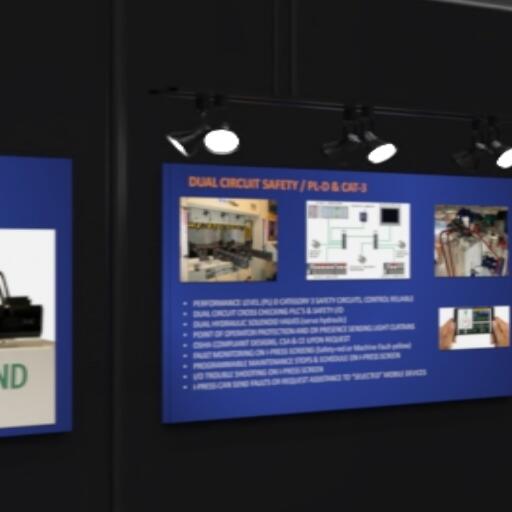 DUAL CIRCUIT SAFETY / PL-D & CAT-3
• PERFORMANCE LEVEL (PL) D CATEGORY 3 SAFETY CIRCUITS, CONTROL RELIABLE
• DUAL CIRCUIT CROSS CHECKING PLC'S & SAFETY I/O
• DUAL HYDRAULIC SOLENOID VALVES (servo hydraulic)
• POINT OF OPERATION PROTECTION AND OR PRESENCE SENSING LIGHT CURTAINS
• OSHA COMPLIANT DESIGNS, CSA & CE UPON REQUEST
• FAULT MONITORING ON I-PRESS SCREENS (Safety-red or Machine Fault yellow)
• PROGRAMMABLE MAINTENANCE STOPS & SCHEDULE ON I-PRESS SCREEN
• I/O TROUBLE SHOOTING ON I-PRESS SCREEN
• I-PRESS CAN SEND FAULTS OR REQUEST ASSISTANCE TO "SELECTED" MOBILE DEVICES
ND